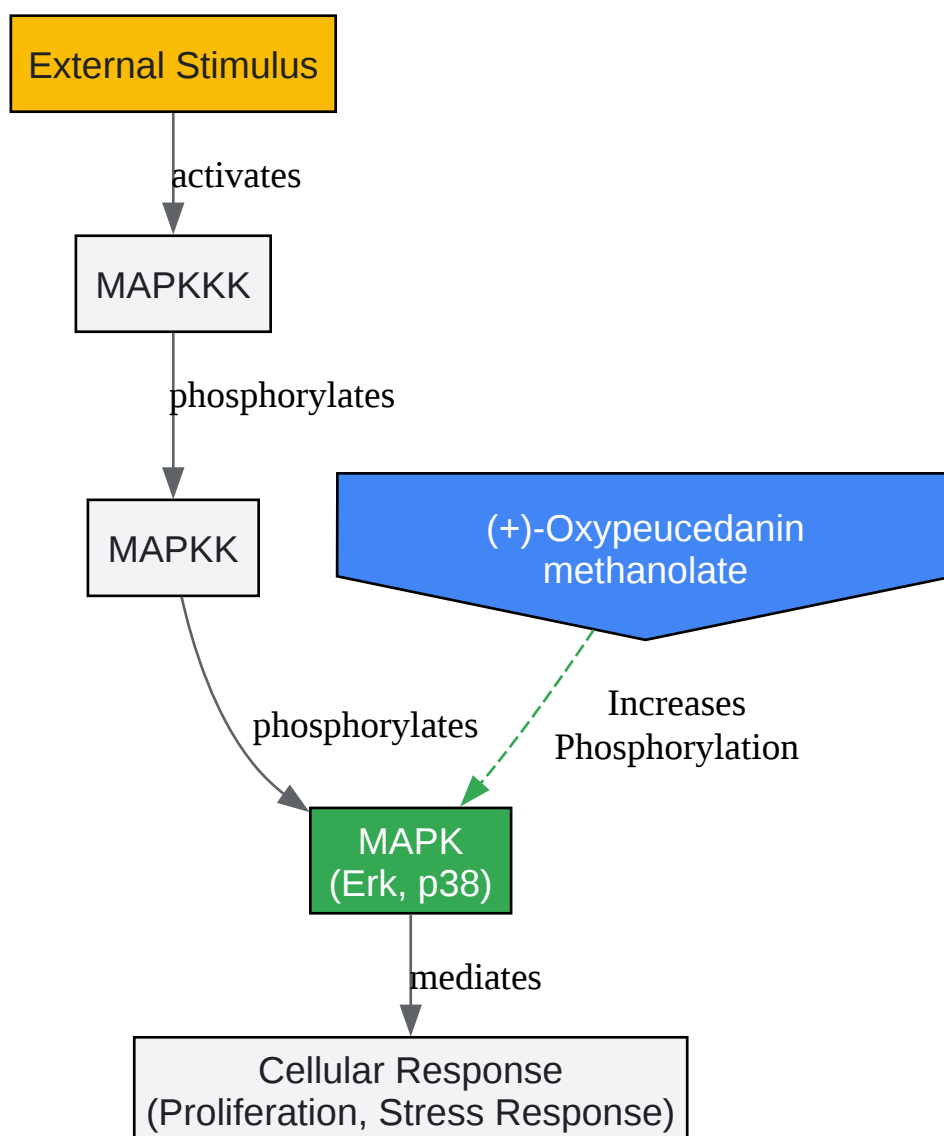 External Stimulus
activates
MAPKKK
phosphorylates
MAPKK
(+)-Oxypeucedanin
methanolate
phosphorylates
Increases
Phosphorylation
MAPK
(Erk, p38)
mediates
Cellular Response
(Proliferation, Stress Response)